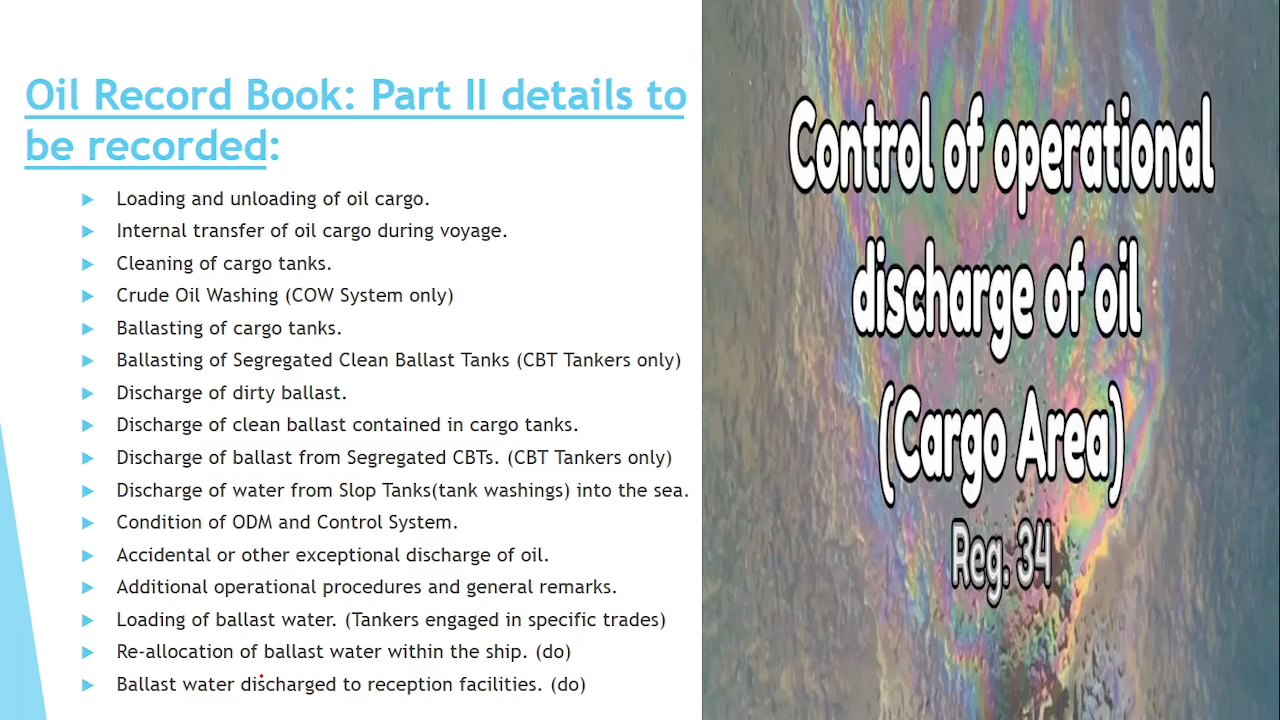 Oil Record Book: Part II details to
be recorded:
Loading and unloading of oil cargo.
Internal transfer of oil cargo during voyage.
Cleaning of cargo tanks.
Crude Oil Washing (COW System only)
Ballasting of cargo tanks.
Ballasting of Segregated Clean Ballast Tanks (CBT Tankers only)
Discharge of dirty ballast.
Discharge of clean ballast contained in cargo tanks.
Discharge of ballast from Segregated CBTs. (CBT Tankers only)
Discharge of water from Slop Tanks(tank washings) into the sea.
Condition of ODM and Control System.
Accidental or other exceptional discharge of oil.
Additional operational procedures and general remarks.
Loading of ballast water. (Tankers engaged in specific trades)
Re-allocation of ballast water within the ship. (do)
Ballast water discharged to reception facilities. (do)
Control of operational
discharge of oil
(Cargo Area)
Reg. 34